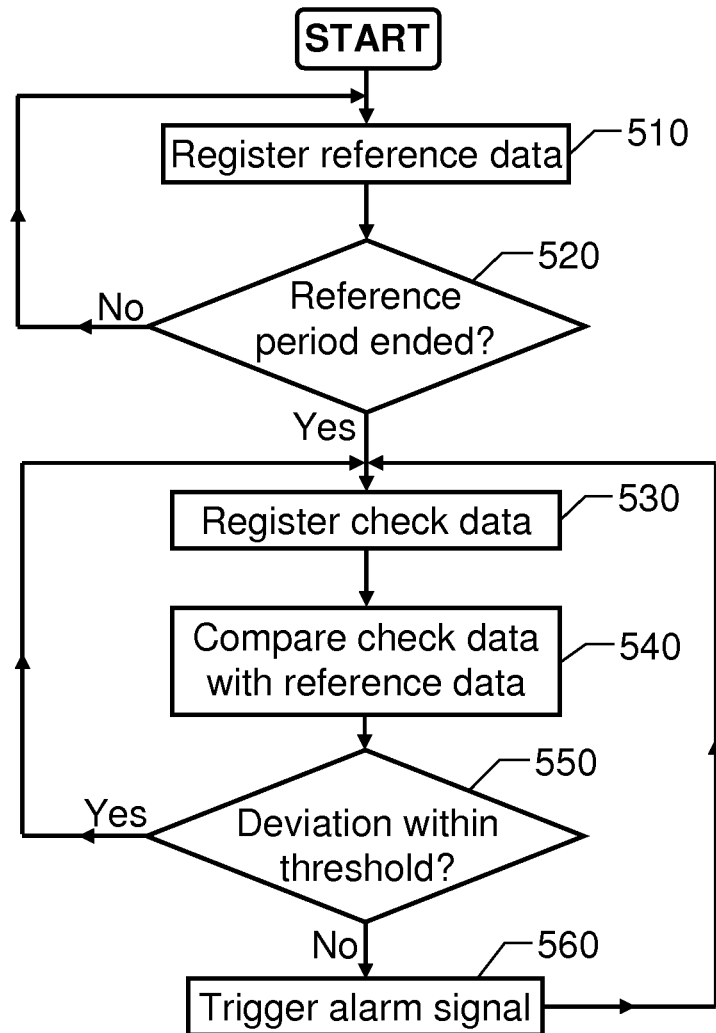 START
Register reference data
510
520
Reference
period ended?
No
Yes
Register check data
530
Compare check data
with reference data
540
550
Deviation within
threshold?
Yes
No
560
Trigger alarm signal